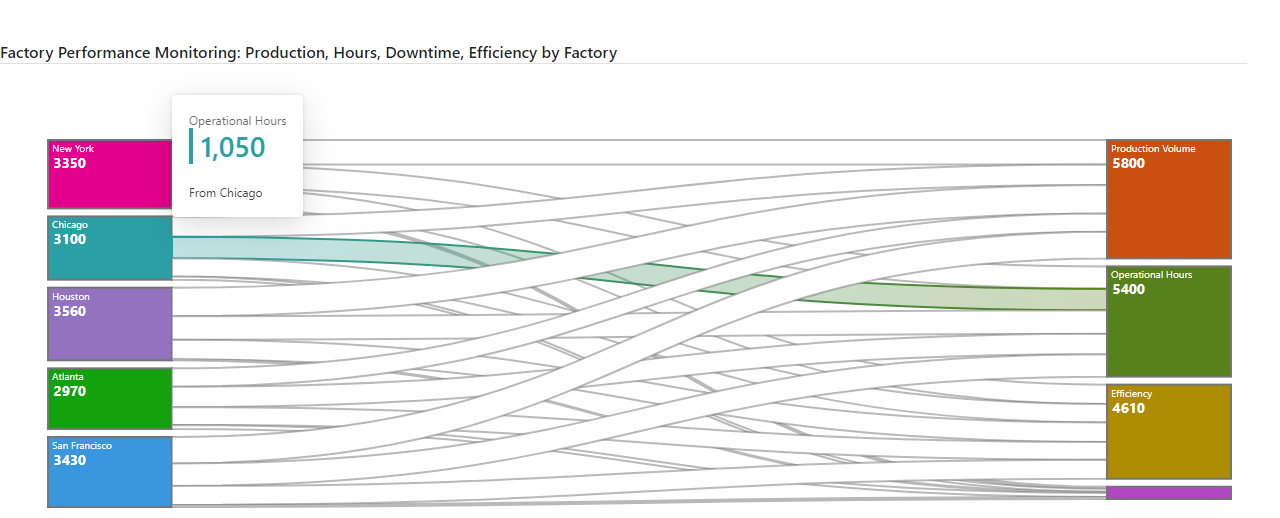 Factory Performance Monitoring: Production, Hours, Downtime, Efficiency by Factory
Operational Hours
1,050
From Chicago
New York
3350
Chicago
3100
Houston
3560
Atlanta
2970
San Francisco
3430
Production Volume
5800
Operational Hours
5400
Efficiency
4610